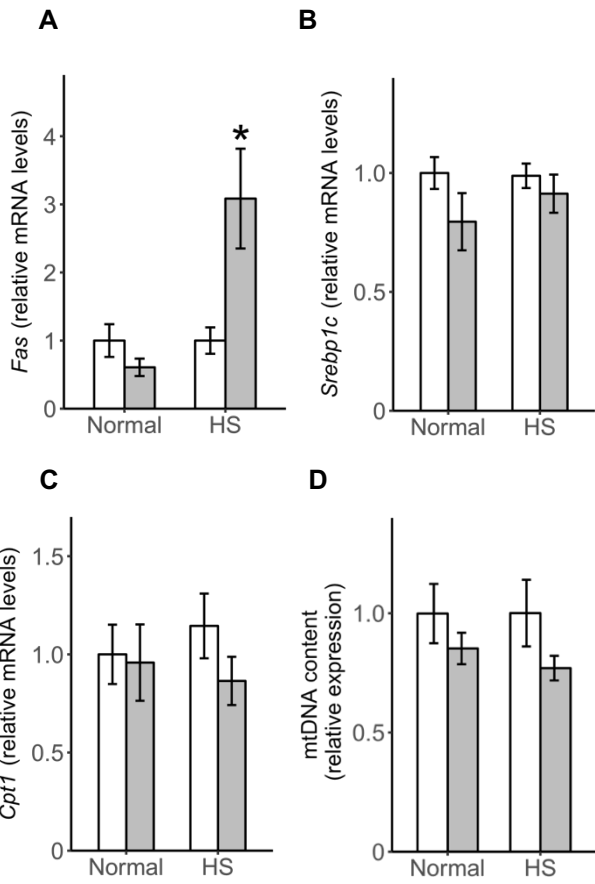 A
Fas (relative mRNA levels)
4
3
2
1
0
*
Normal
HS
B
Srebp1c (relative mRNA levels)
1.0
0.5
0
Normal
HS
C
Cpt1 (relative mRNA levels)
1.5
1.0
0.5
0
Normal
HS
D
mtDNA content
(relative expression)
1.0
0.5
0
Normal
HS